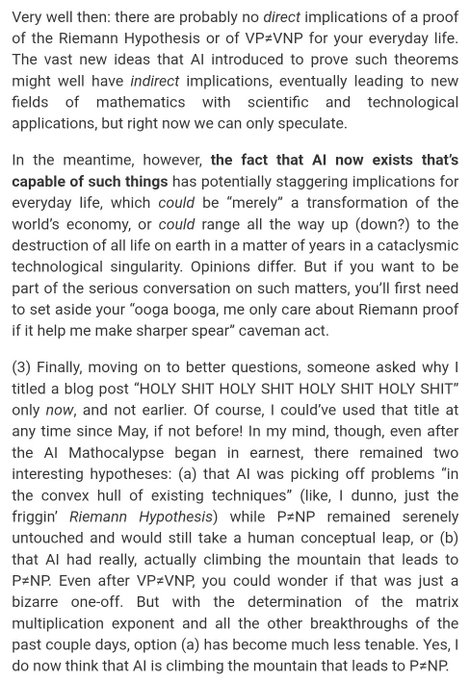 Very well then: there are probably no direct implications of a proof
of the Riemann Hypothesis or of VP≠VNP for your everyday life.
The vast new ideas that AI introduced to prove such theorems
might well have indirect implications, eventually leading to new
fields of mathematics with scientific and technological
applications, but right now we can only speculate.
In the meantime, however, the fact that AI now exists that's
capable of such things has potentially staggering implications for
everyday life, which could be “merely” a transformation of the
world's economy, or could range all the way up (down?) to the
destruction of all life on earth in a matter of years in a cataclysmic
technological singularity. Opinions differ. But if you want to be
part of the serious conversation on such matters, you'll first need
to set aside your “ooga booga, me only care about Riemann proof
if it help me make sharper spear” caveman act.
(3) Finally, moving on to better questions, someone asked why I
titled a blog post “HOLY SHIT HOLY SHIT HOLY SHIT HOLY SHIT”
only now, and not earlier. Of course, I could've used that title at
any time since May, if not before! In my mind, though, even after
the AI Mathocalypse began in earnest, there remained two
interesting hypotheses: (a) that AI was picking off problems “in
the convex hull of existing techniques” (like, I dunno, just the
friggin' Riemann Hypothesis) while P≠NP remained serenely
untouched and would still take a human conceptual leap, or (b)
that AI had really, actually climbing the mountain that leads to
P≠NP. Even after VP≠VNP, you could wonder if that was just a
bizarre one-off. But with the determination of the matrix
multiplication exponent and all the other breakthroughs of the
past couple days, option (a) has become much less tenable. Yes, I
do now think that AI is climbing the mountain that leads to P≠NP.